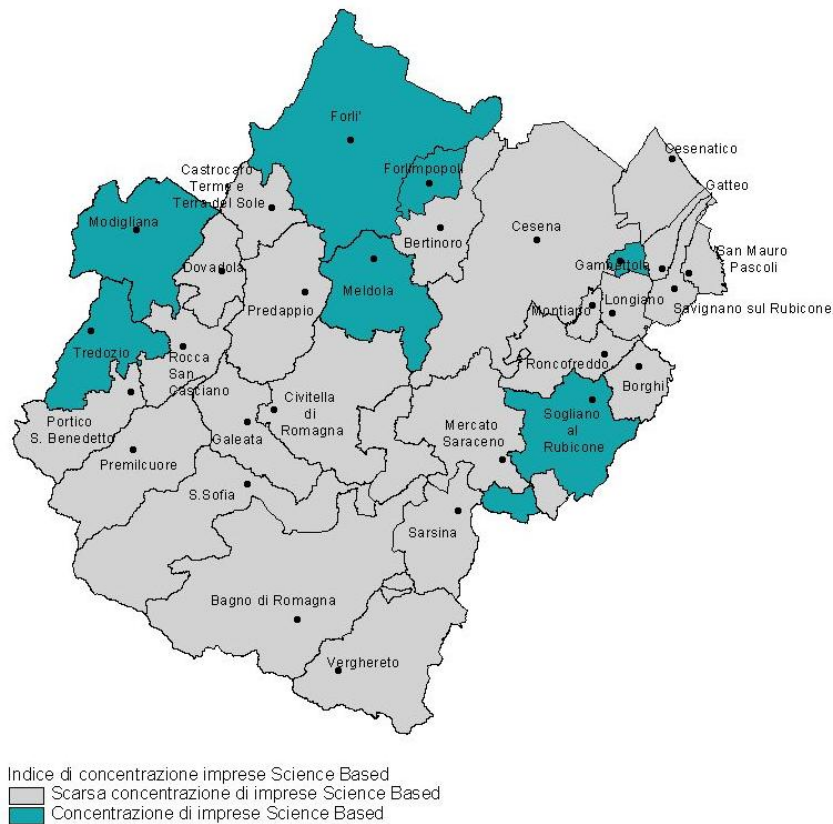 Forli'
Cesenatico
Castrocaro
Terme e
Terra del Sole
Forlimpopoli
Gatteo
Modigliana
Bertinoro
Cesena
San Mauro
Pascoli
Dovadola
Meldola
Gambettola
Predappio
Montiano
Longiano
Savignano sul Rubicone
Tredozio
Rocca
San
Casciano
Roncofreddo
Borghi
Civitella
di
Romagna
Sogliano
al
Rubicone
Portico
S. Benedetto
Galeata
Mercato
Saraceno
Premilcuore
S.Sofia
Sarsina
Bagno di Romagna
Verghereto
Indice di concentrazione imprese Science Based
Scarsa concentrazione di imprese Science Based
Concentrazione di imprese Science Based